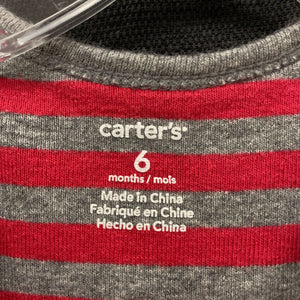 carter's
6
months / mois
Made in China
Fabriqué en Chine
Hecho en China